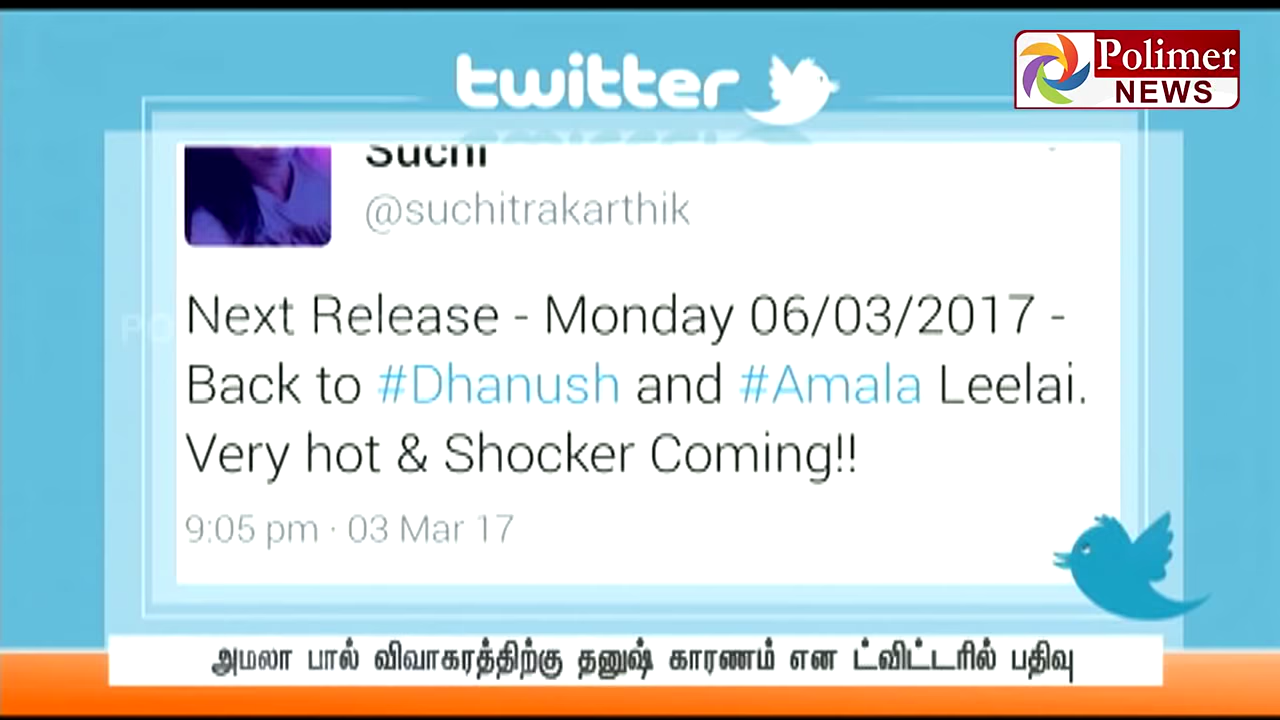 twitter
Polimer
NEWS
Suchi
@suchitrakarthik
Next Release - Monday 06/03/2017 -
Back to #Dhanush and #Amala Leelai.
Very hot & Shocker Coming!!
9:05 pm · 03 Mar 17
அமலா பால் விவாகரத்திற்கு தனுஷ் காரணம் என ட்விட்டரில் பதிவு